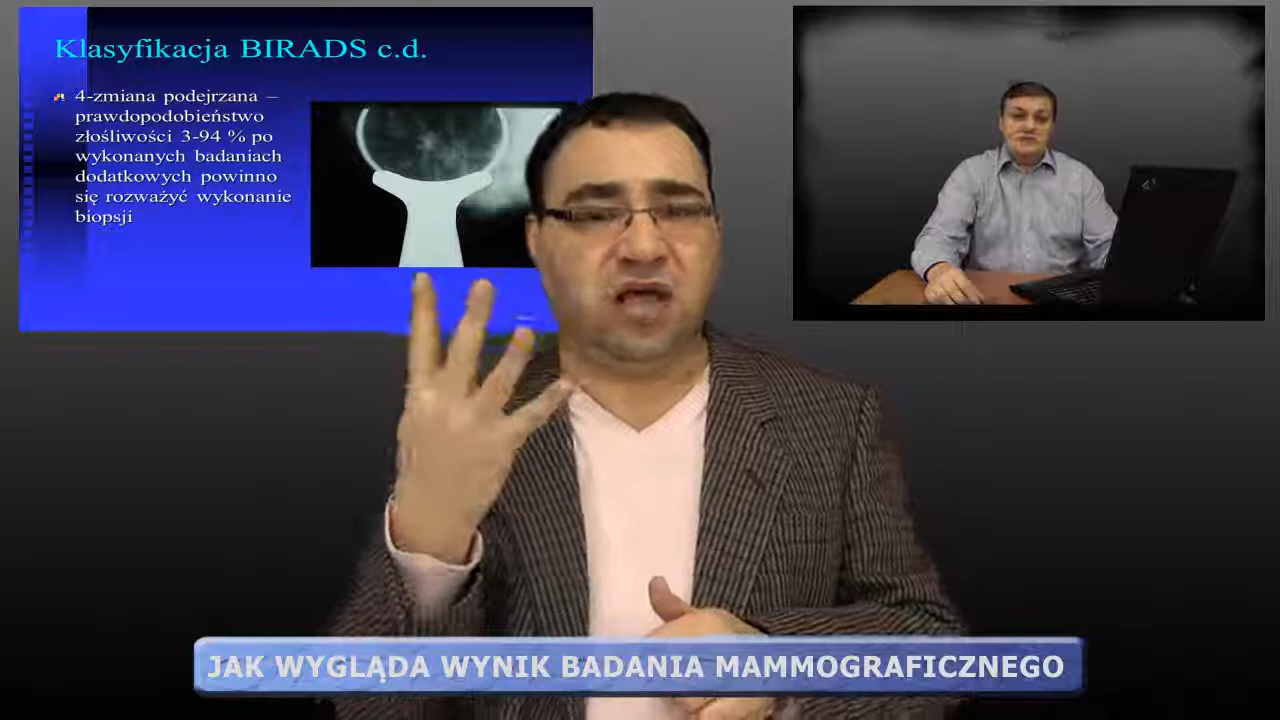 Klasyfikacja BIRADS c.d.
4-zmiana podejrzana –
prawdopodobieństwo
złośliwości 3-94 % po
wykonanych badaniach
dodatkowych powinno
się rozważyć wykonanie
biopsji
JAK WYGLĄDA WYNIK BADANIA MAMMOGRAFICZNEGO